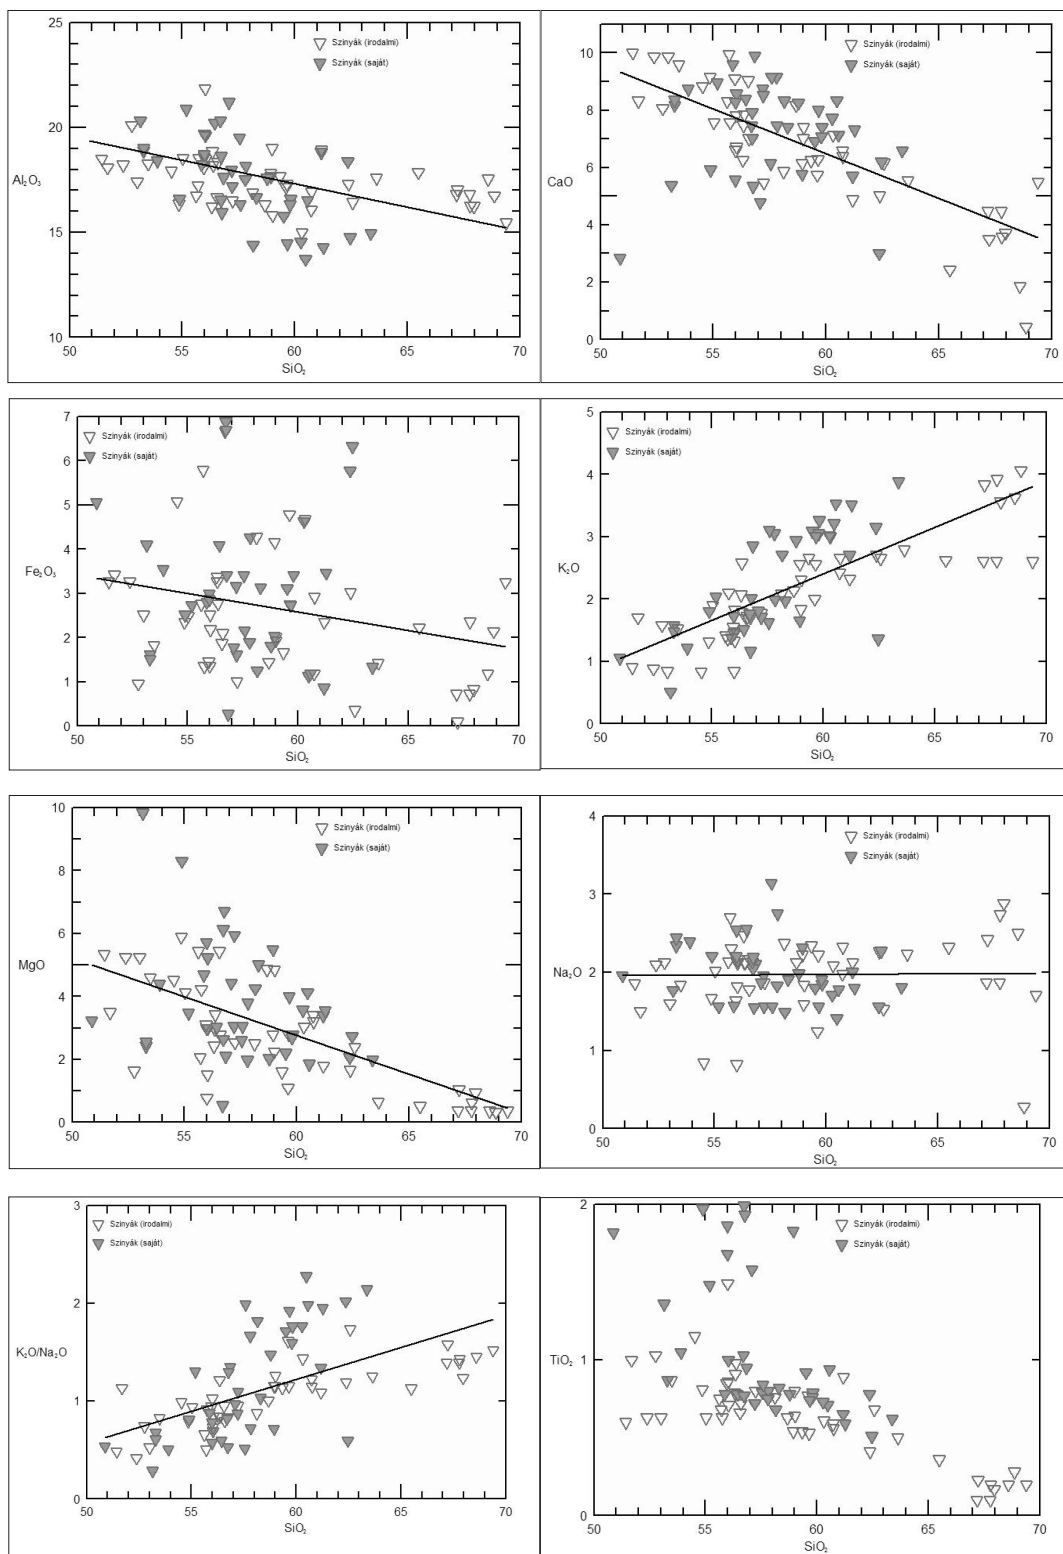 25
20
15
10
Al₂O₃
Szinyák (irodalmi)
Szinyák (saját)
50 55 60 65 70
SiO₂
10
8
6
4
2
0
CaO
Szinyák (irodalmi)
Szinyák (saját)
50 55 60 65 70
SiO₂
7
6
5
4
3
2
1
0
Fe₂O₃
Szinyák (irodalmi)
Szinyák (saját)
50 55 60 65 70
SiO₂
5
4
3
2
1
0
K₂O
Szinyák (irodalmi)
Szinyák (saját)
50 55 60 65 70
SiO₂
10
8
6
4
2
0
MgO
Szinyák (irodalmi)
Szinyák (saját)
50 55 60 65 70
SiO₂
4
3
2
1
0
Na₂O
Szinyák (irodalmi)
Szinyák (saját)
50 55 60 65 70
SiO₂
3
2
1
0
K₂O/Na₂O
Szinyák (irodalmi)
Szinyák (saját)
50 55 60 65 70
SiO₂
2
1
0
TiO₂
Szinyák (irodalmi)
Szinyák (saját)
50 55 60 65 70
SiO₂